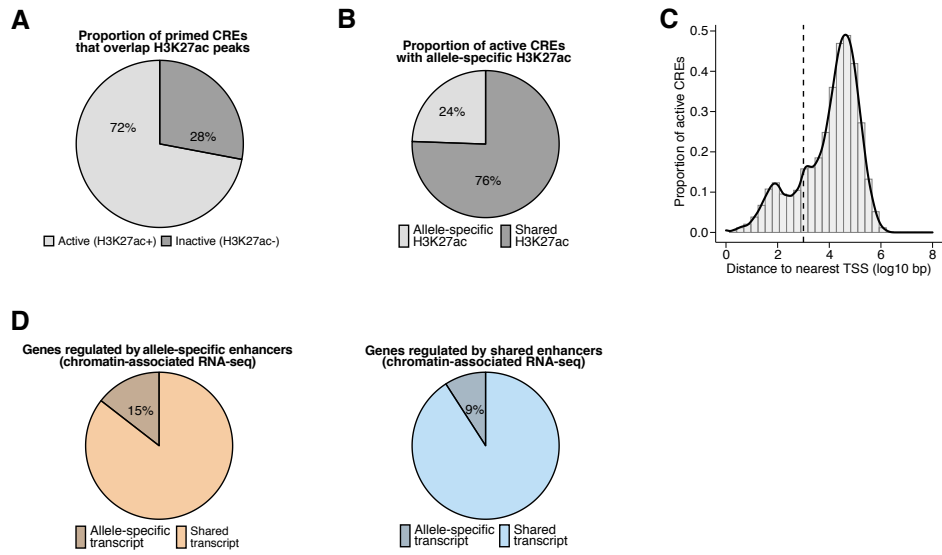 A
Proportion of primed CREs
that overlap H3K27ac peaks
72%
28%
Active (H3K27ac+)
Inactive (H3K27ac-)
B
Proportion of active CREs
with allele-specific H3K27ac
24%
76%
Allele-specific
H3K27ac
Shared
H3K27ac
C
Proportion of active CREs
0.5
0.4
0.3
0.2
0.1
0.0
0 2 4 6 8
Distance to nearest TSS (log10 bp)
D
Genes regulated by allele-specific enhancers
(chromatin-associated RNA-seq)
15%
Allele-specific
transcript
Shared
transcript
Genes regulated by shared enhancers
(chromatin-associated RNA-seq)
9%
Allele-specific
transcript
Shared
transcript